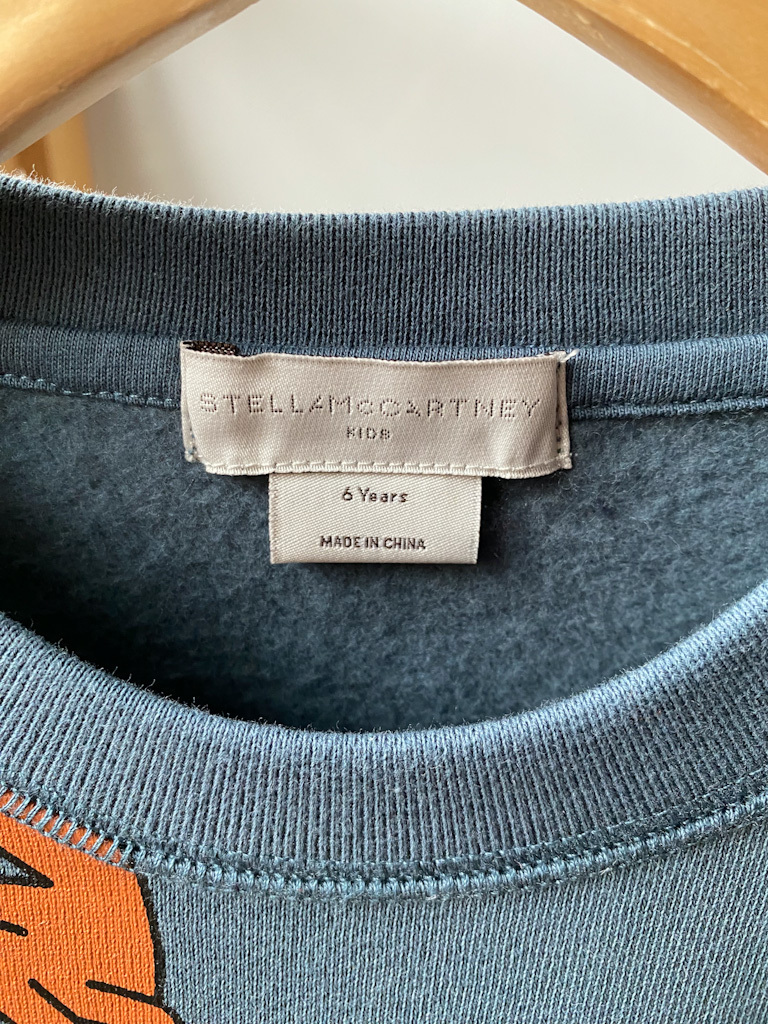 STELLAMcCARTNEY
KIDS
6 Years
MADE IN CHINA